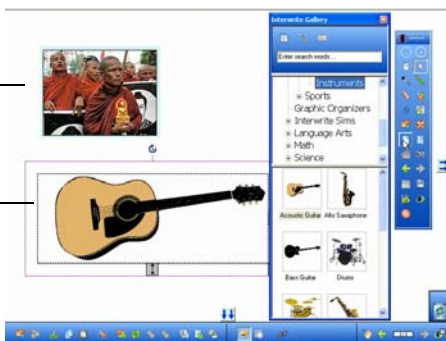 Interwrite Gallery
Enter search words ...
Instruments
Sports
Graphic Organizers
Interwrite Sims
Language Arts
Math
Science
Acoustic Guitar
Alto Saxophone
Bass Guitar
Drums